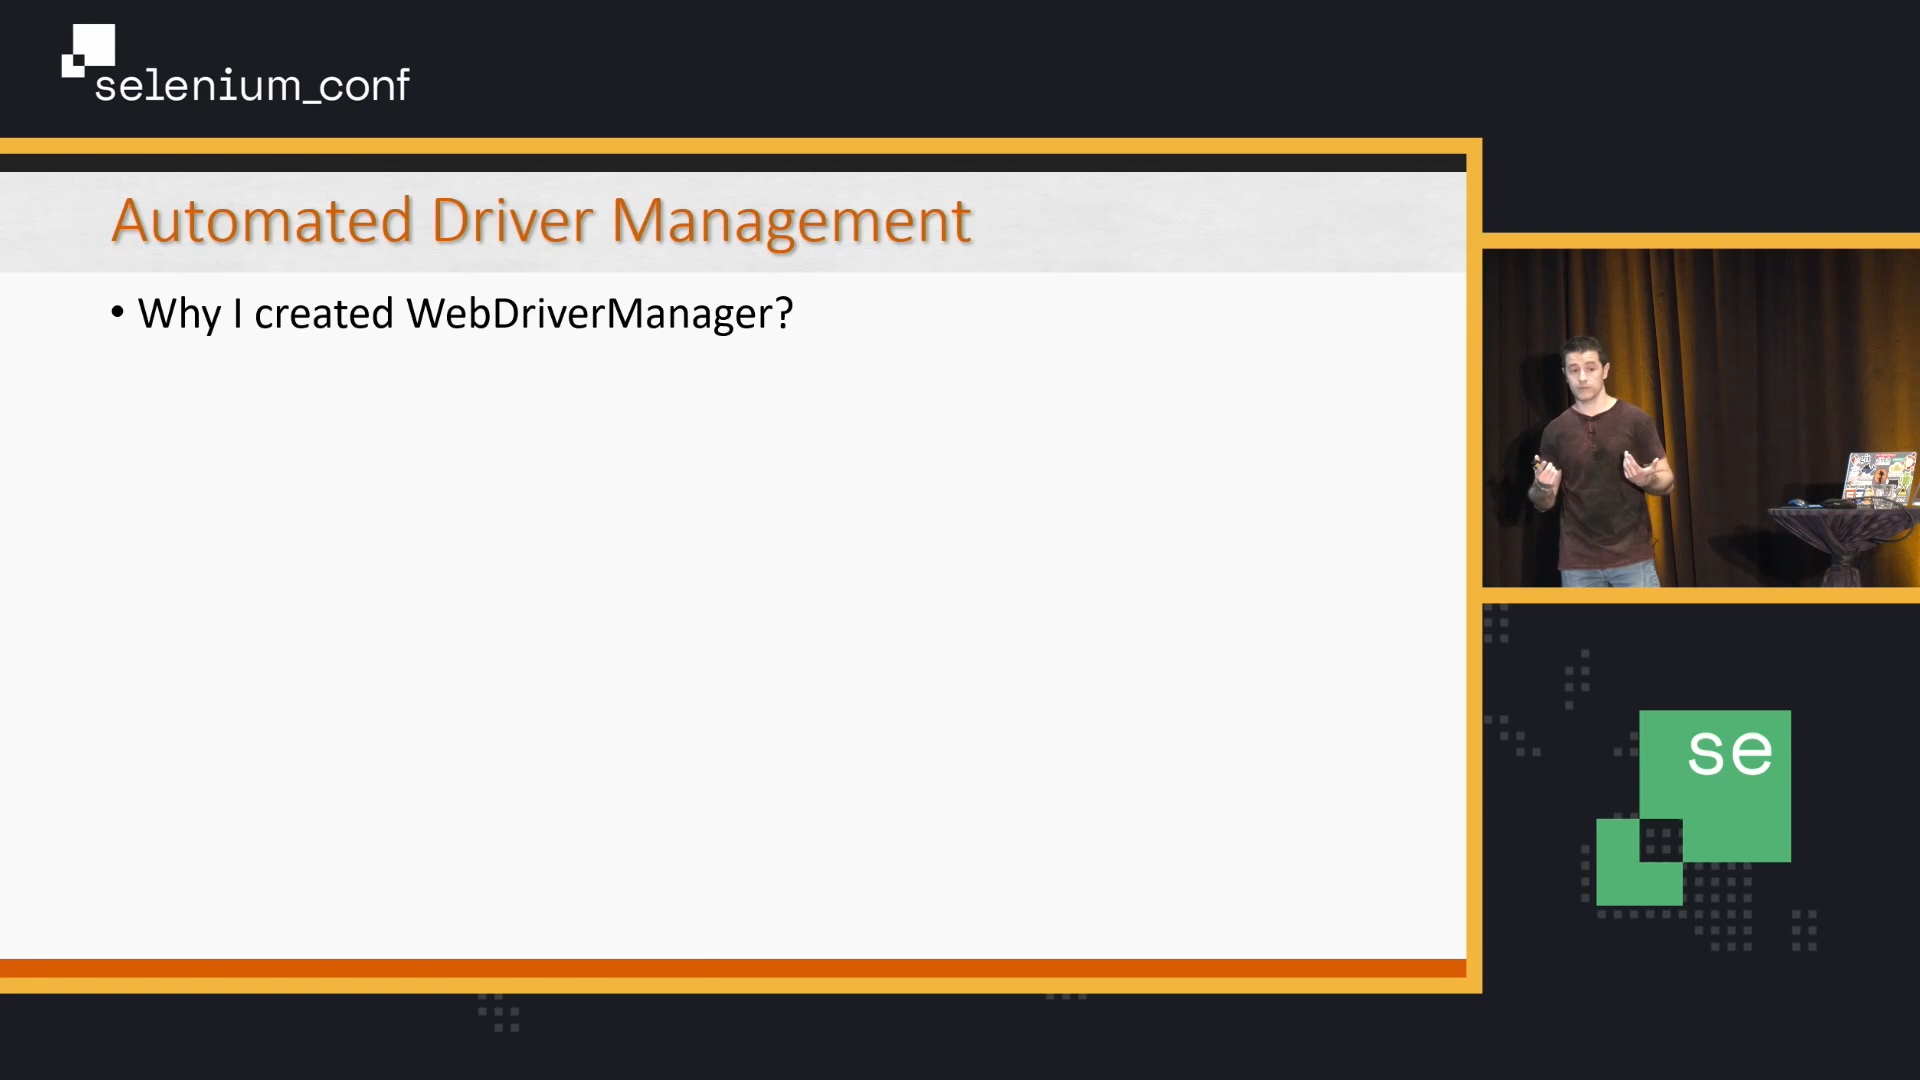 selenium_conf
Automated Driver Management
• Why I created WebDriverManager?
se